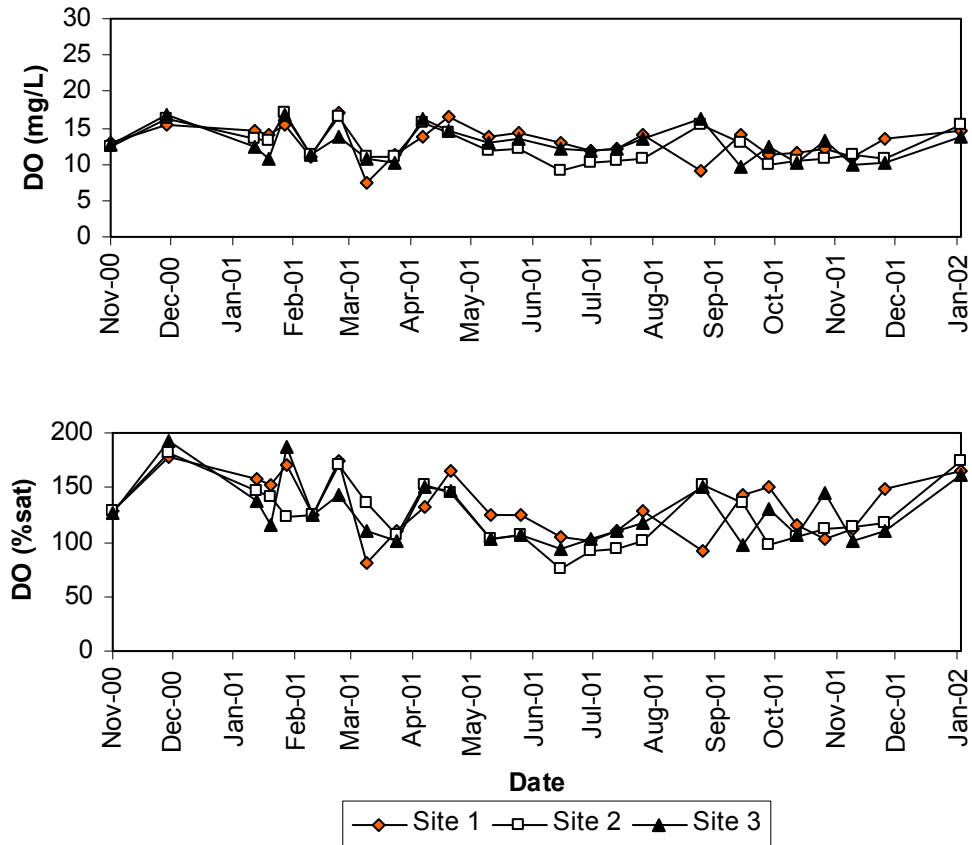 DO (mg/L)
30
25
20
15
10
5
0
Nov-00 Dec-00 Jan-01 Feb-01 Mar-01 Apr-01 May-01 Jun-01 Jul-01 Aug-01 Sep-01 Oct-01 Nov-01 Dec-01 Jan-02
DO (%sat)
200
150
100
50
0
Nov-00 Dec-00 Jan-01 Feb-01 Mar-01 Apr-01 May-01 Jun-01 Jul-01 Aug-01 Sep-01 Oct-01 Nov-01 Dec-01 Jan-02
Date
Site 1 Site 2 Site 3